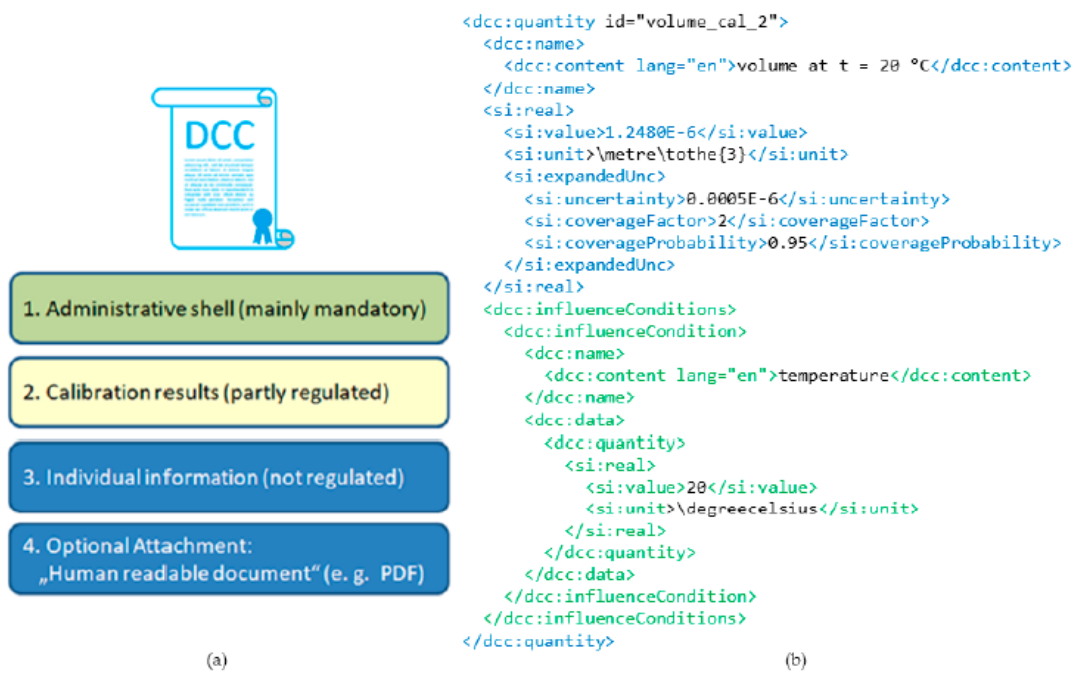 DCC
1. Administrative shell (mainly mandatory)
2. Calibration results (partly regulated)
3. Individual information (not regulated)
4. Optional Attachment:
„Human readable document“ (e. g. PDF)
(a)
<dcc:quantity id="volume_cal_2">
<dcc:name>
<dcc:content lang="en">volume at t = 20 °C</dcc:content>
</dcc:name>
<si:real>
<si:value>1.2480E-6</si:value>
<si:unit>\metre\tothe{3}</si:unit>
<si:expandedUnc>
<si:uncertainty>0.0005E-6</si:uncertainty>
<si:coverageFactor>2</si:coverageFactor>
<si:coverageProbability>0.95</si:coverageProbability>
</si:expandedUnc>
</si:real>
<dcc:influenceConditions>
<dcc:influenceCondition>
<dcc:name>
<dcc:content lang="en">temperature</dcc:content>
</dcc:name>
<dcc:data>
<dcc:quantity>
<si:real>
<si:value>20</si:value>
<si:unit>\degreecelsius</si:unit>
</si:real>
</dcc:quantity>
</dcc:data>
</dcc:influenceCondition>
</dcc:influenceConditions>
</dcc:quantity>
(b)